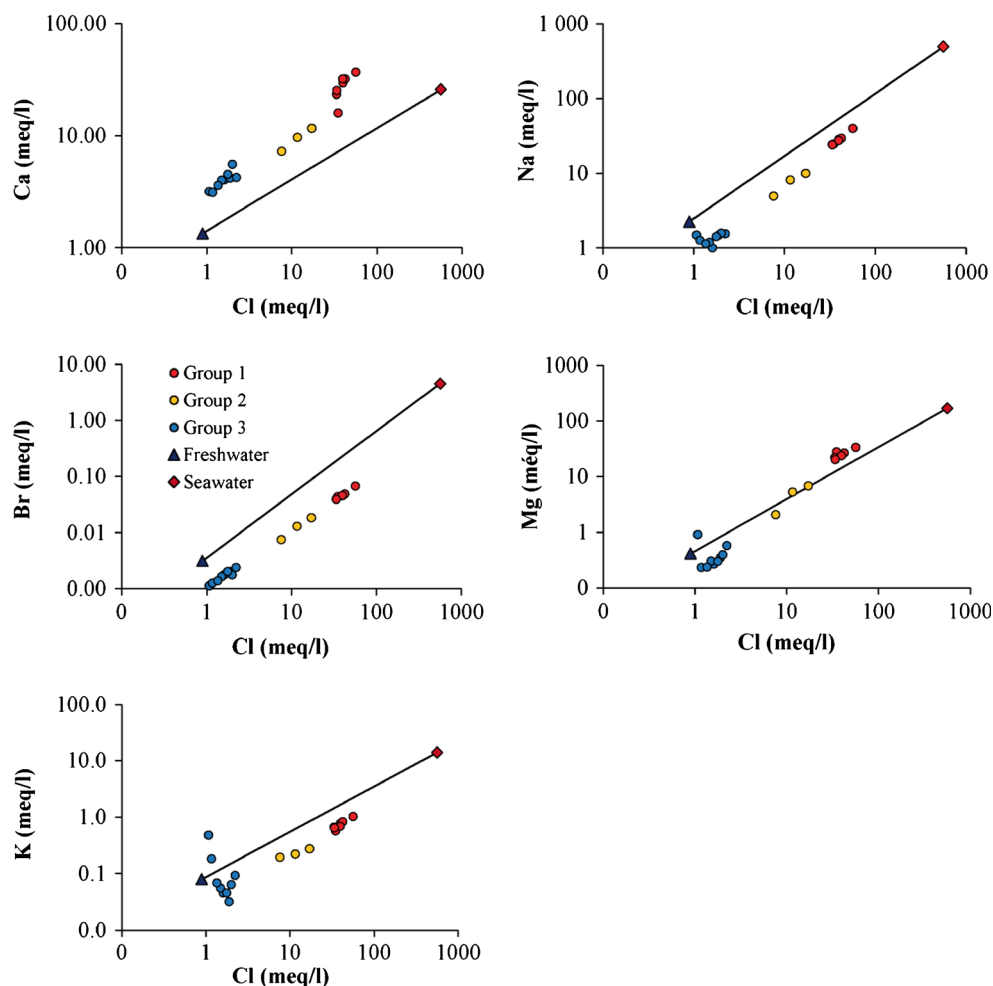 100.00
10.00
1.00
0 1 10 100 1000
Ca (meq/l)
Cl (meq/l)
1 000
100
10
1
0 1 10 100 1000
Na (meq/l)
Cl (meq/l)
10.00
1.00
0.10
0.01
0.00
0 1 10 100 1000
Br (meq/l)
Cl (meq/l)
Group 1
Group 2
Group 3
Freshwater
Seawater
1000
100
10
1
0
0 1 10 100 1000
Mg (méq/l)
Cl (meq/l)
100.0
10.0
1.0
0.1
0.0
0 1 10 100 1000
K (meq/l)
Cl (meq/l)